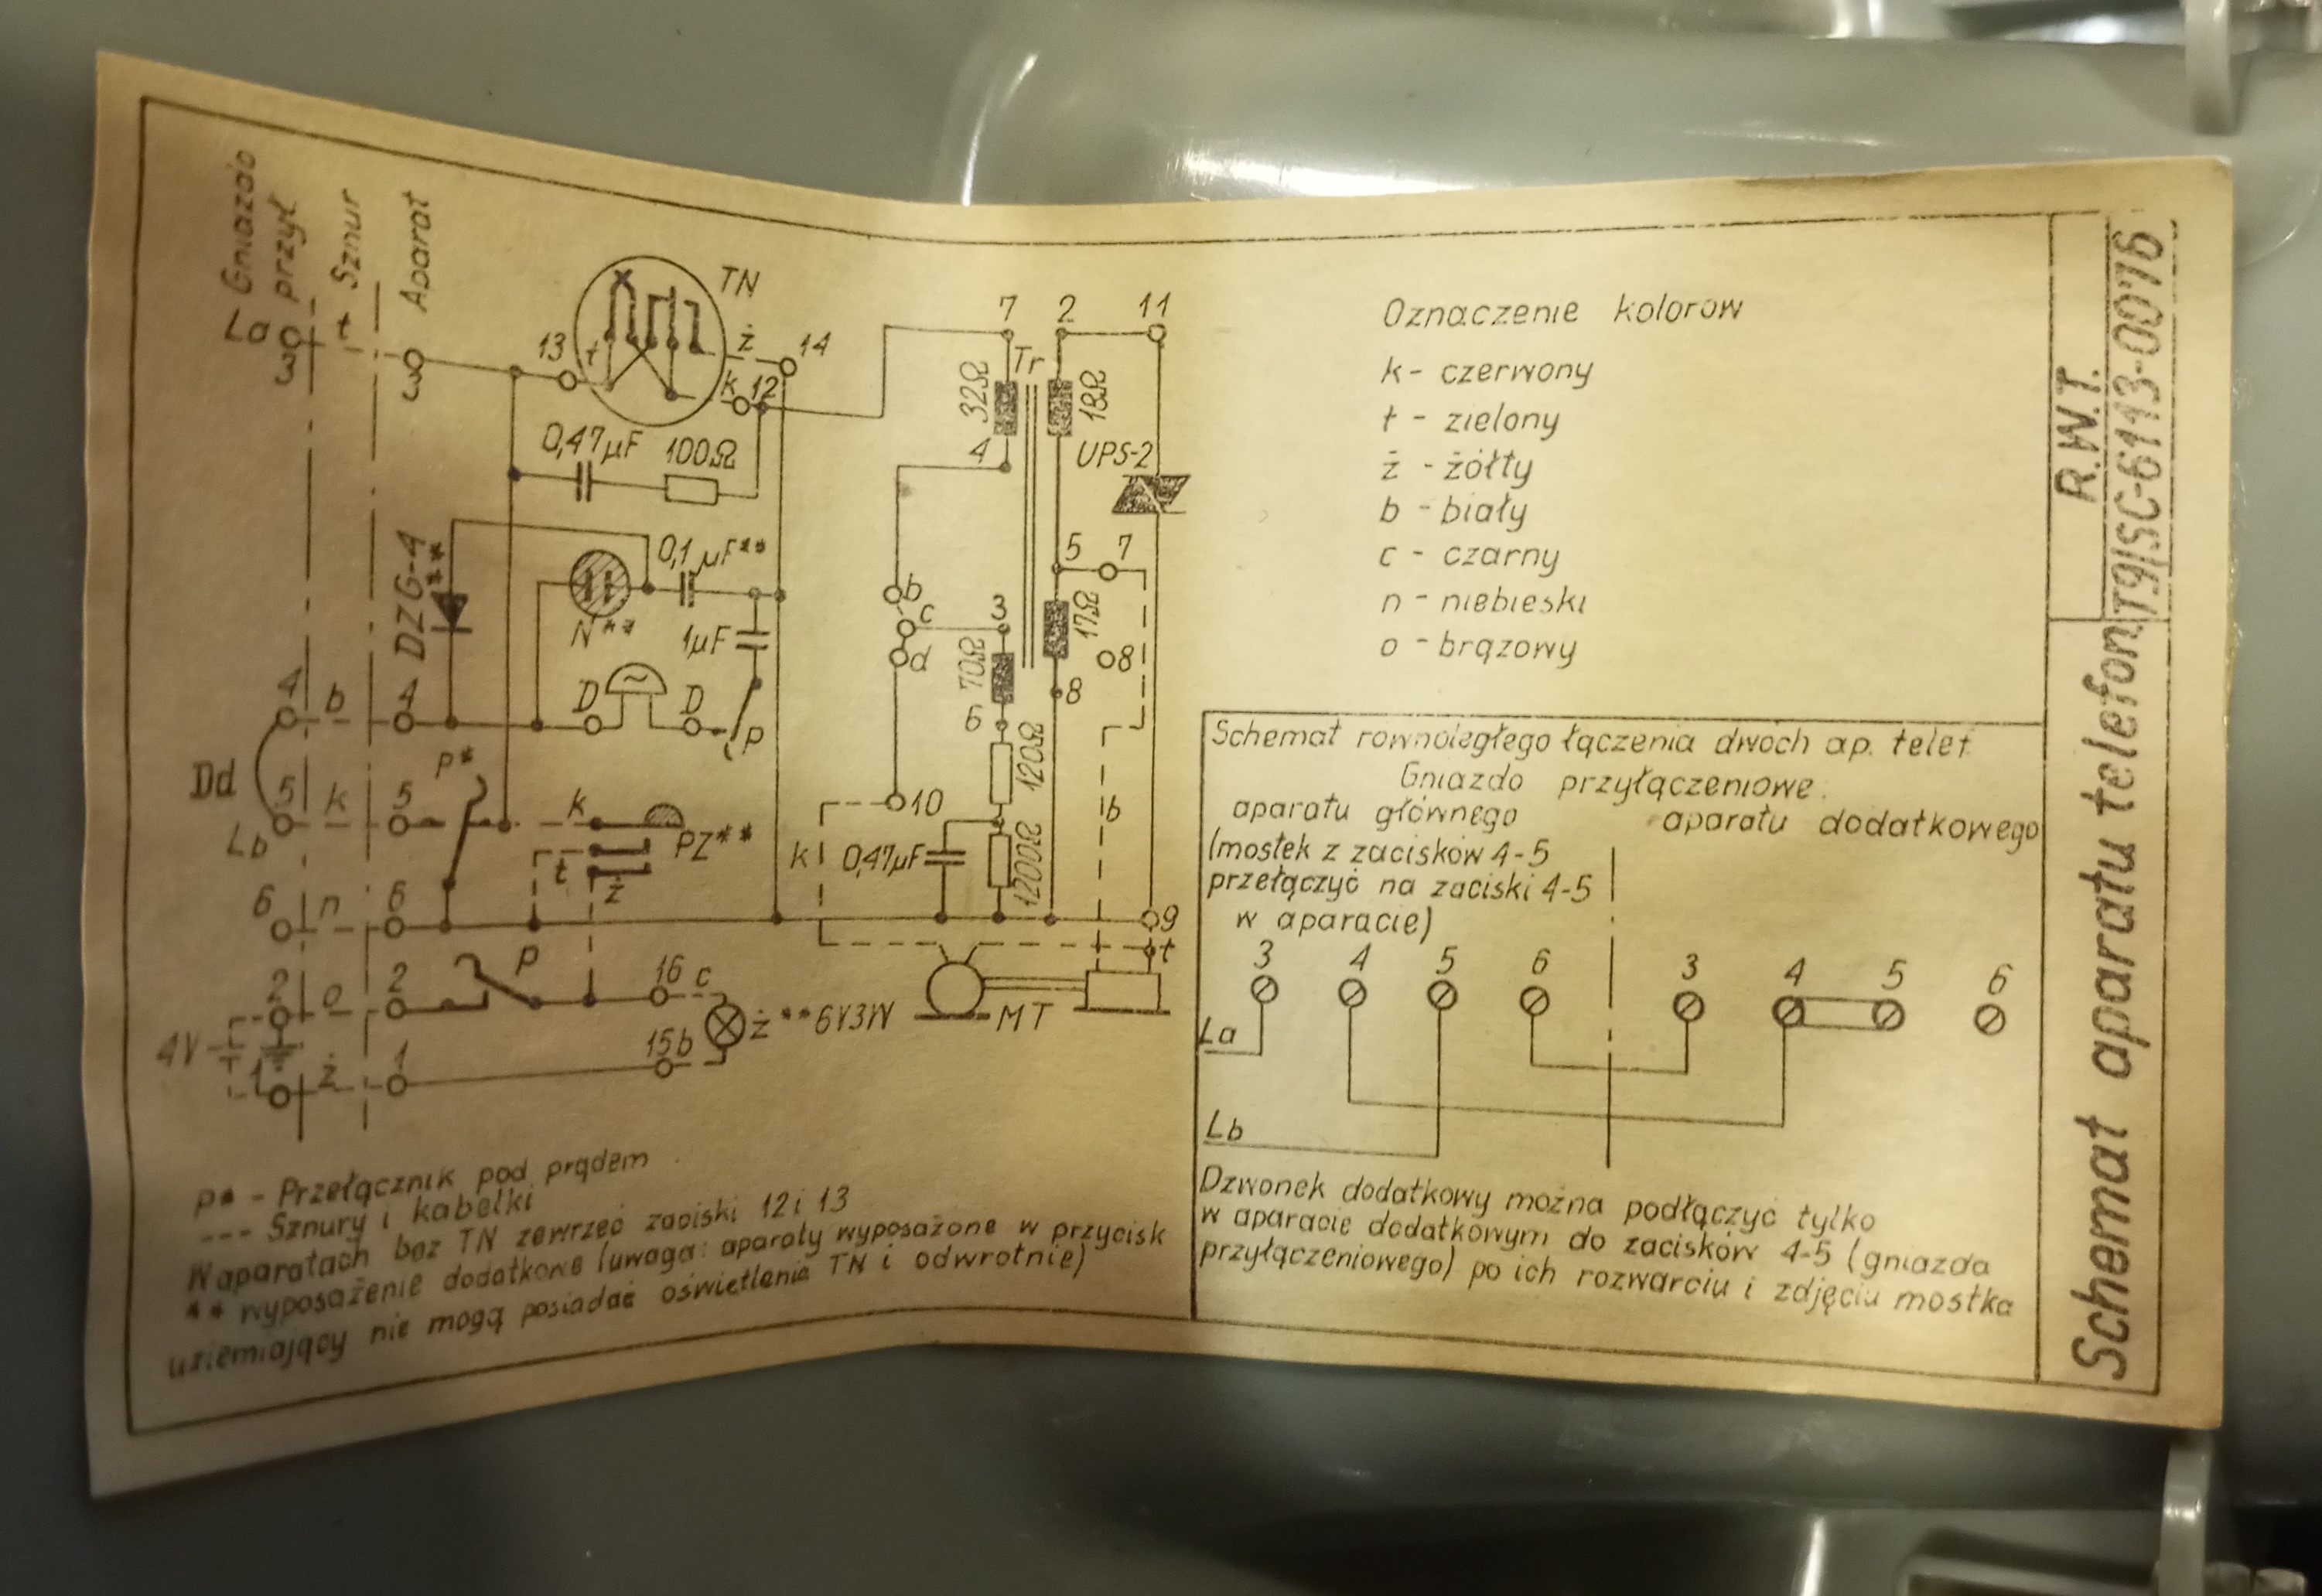 Gniazdo
przył
Sznur
Aparat
La
3
t
3
13
t
TN
ż
14
k
12
0,47µF
100Ω
7
2
11
Tr
32Ω
18Ω
4
UPS-2
DZG-4**
0,1µF**
N**
1µF
b
c
3
d
5
7
70Ω
17Ω
8
8
6
4
b
4
D
D
P
Dd
P*
5
k
5
Lb
k
PZ**
t
ż
10
120Ω
k
0,47µF
1200Ω
b
6
n
6
9
t
P
2
o
2
16 c
4V
ż**6V3W
MT
1
ż
1
15b
P* - Przełącznik pod prądem
--- Sznury i kabelki
W aparatach bez TN zewrzeć zaciski 12 i 13
** wyposażenie dodatkowe (uwaga: aparaty wyposażone w przycisk
uziemiający nie mogą posiadać oświetlenia TN i odwrotnie)
Oznaczenie kolorow
k- czerwony
t - zielony
ż - żółty
b - biały
c - czarny
n - niebieski
o - brązowy
Schemat rownoległego łączenia dwoch ap. telef.
Gniazdo przyłączeniowe.
aparatu głównego
aparatu dodatkowego
(mostek z zacisków 4-5
przełączyć na zaciski 4-5
w aparacie)
3 4 5 6 3 4 5 6
La
Lb
Dzwonek dodatkowy można podłączyć tylko
w aparacie dodatkowym do zacisków 4-5 (gniazda
przyłączeniowego) po ich rozwarciu i zdjęciu mostka
R.W.T.
T9ISC-6113-0076
Schemat aparatu telefon.